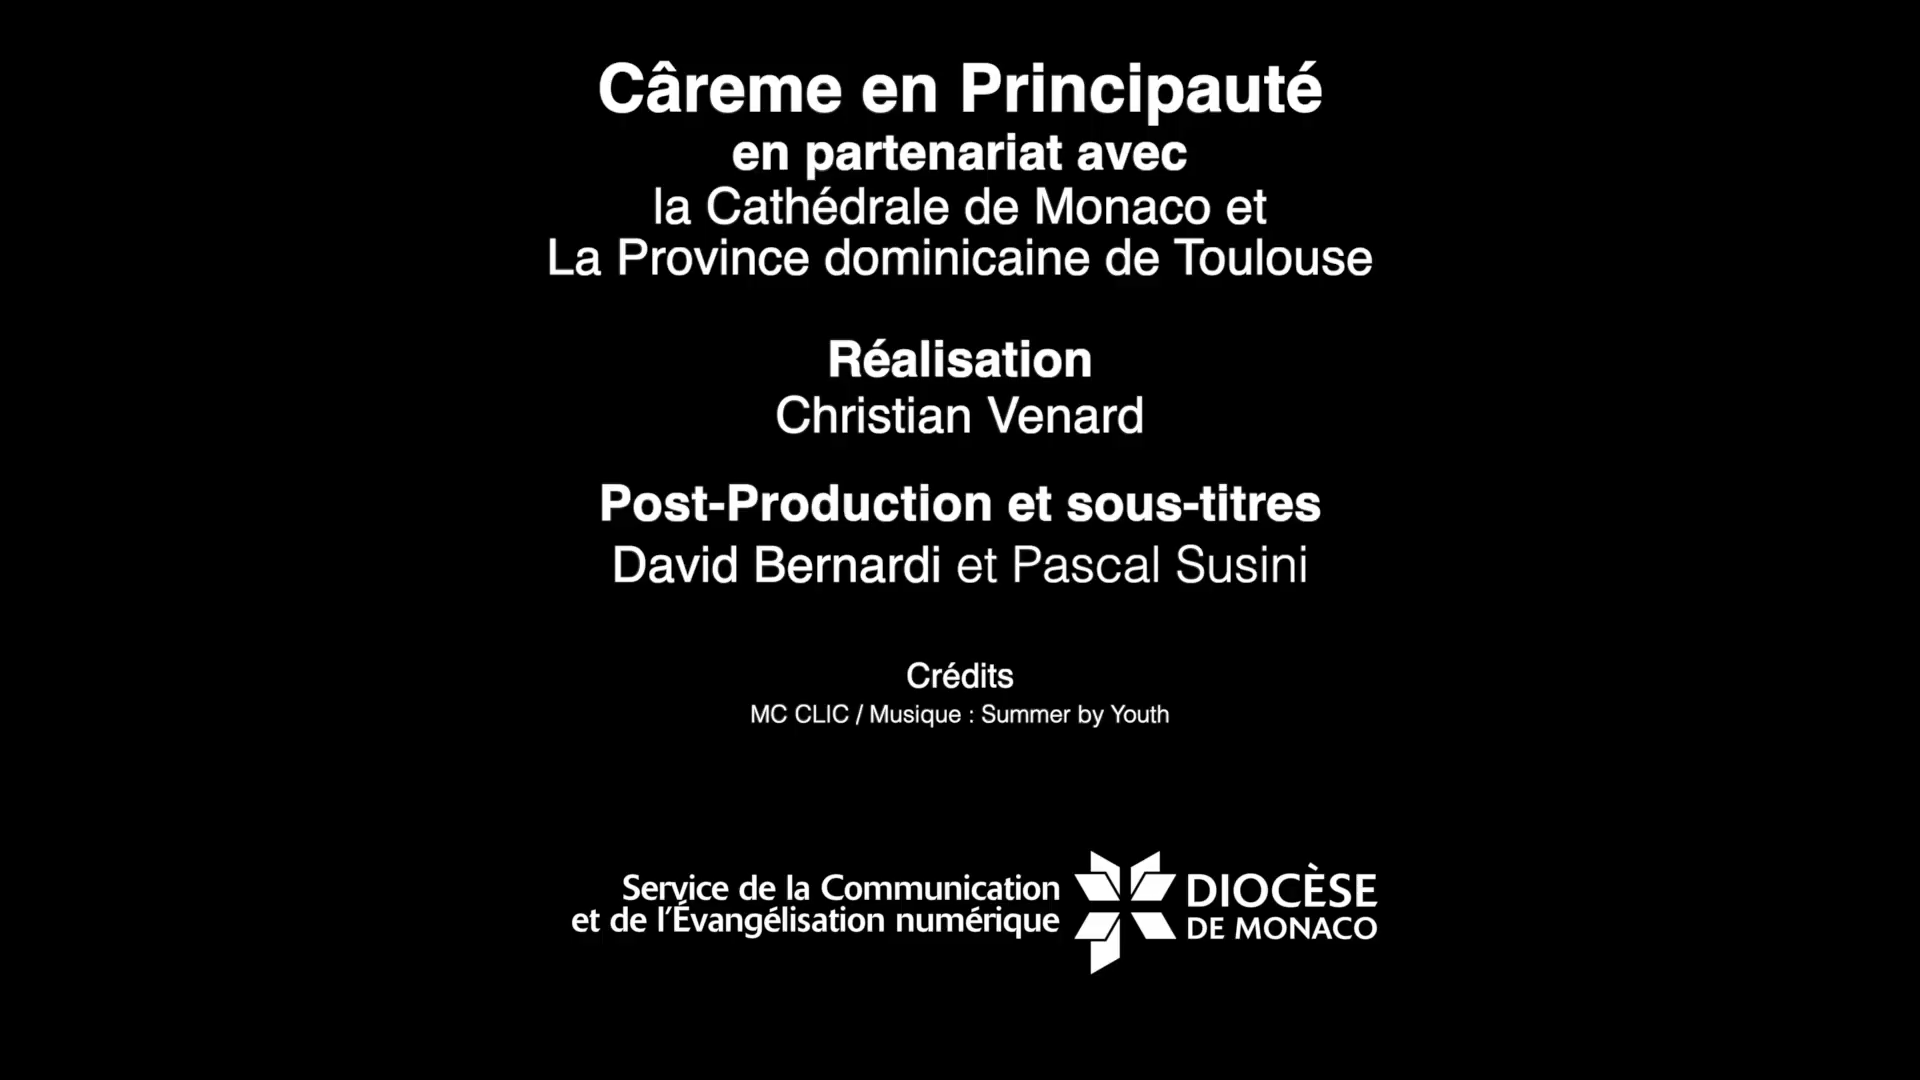 Câreme en Principauté
en partenariat avec
la Cathédrale de Monaco et
La Province dominicaine de Toulouse
Réalisation
Christian Venard
Post-Production et sous-titres
David Bernardi et Pascal Susini
Crédits
MC CLIC / Musique : Summer by Youth
Service de la Communication
et de l'Évangélisation numérique
DIOCÈSE
DE MONACO